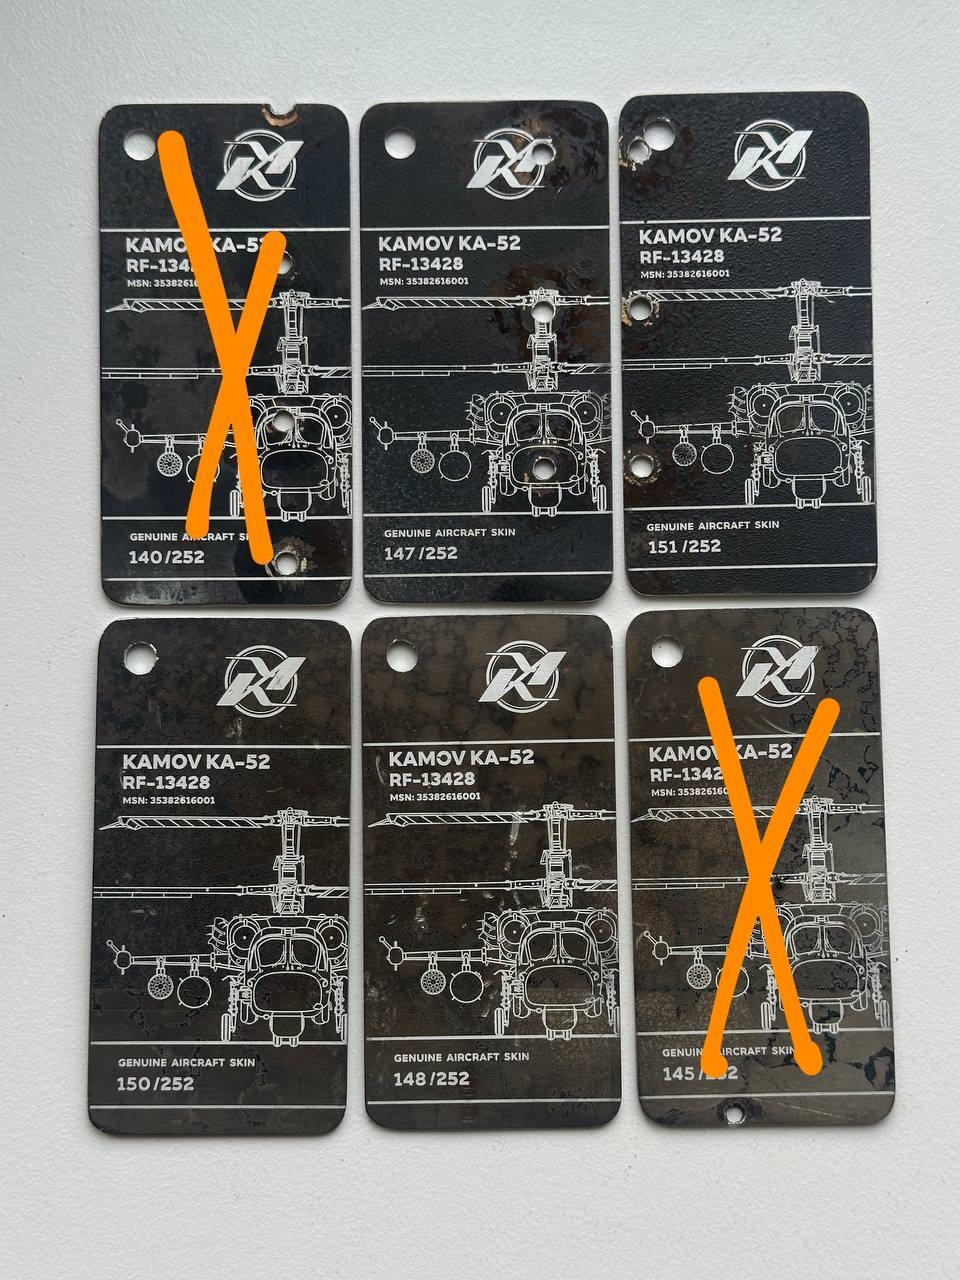 KAMOV KA-52
RF-134
MSN: 3538261
GENUINE AIRCRAFT
140/252
KAMOV KA-52
RF-13428
MSN: 35382616001
GENUINE AIRCRAFT SKIN
147/252
KAMOV KA-52
RF-13428
MSN: 35382616001
GENUINE AIRCRAFT SKIN
151/252
KAMOV KA-52
RF-13428
MSN: 35382616001
GENUINE AIRCRAFT SKIN
150/252
KAMOV KA-52
RF-13428
MSN: 35382616001
GENUINE AIRCRAFT SKIN
148/252
KAMOV KA-52
RF-1342
MSN: 353826160
GENUINE AIRCRAFT SKIN
145/252